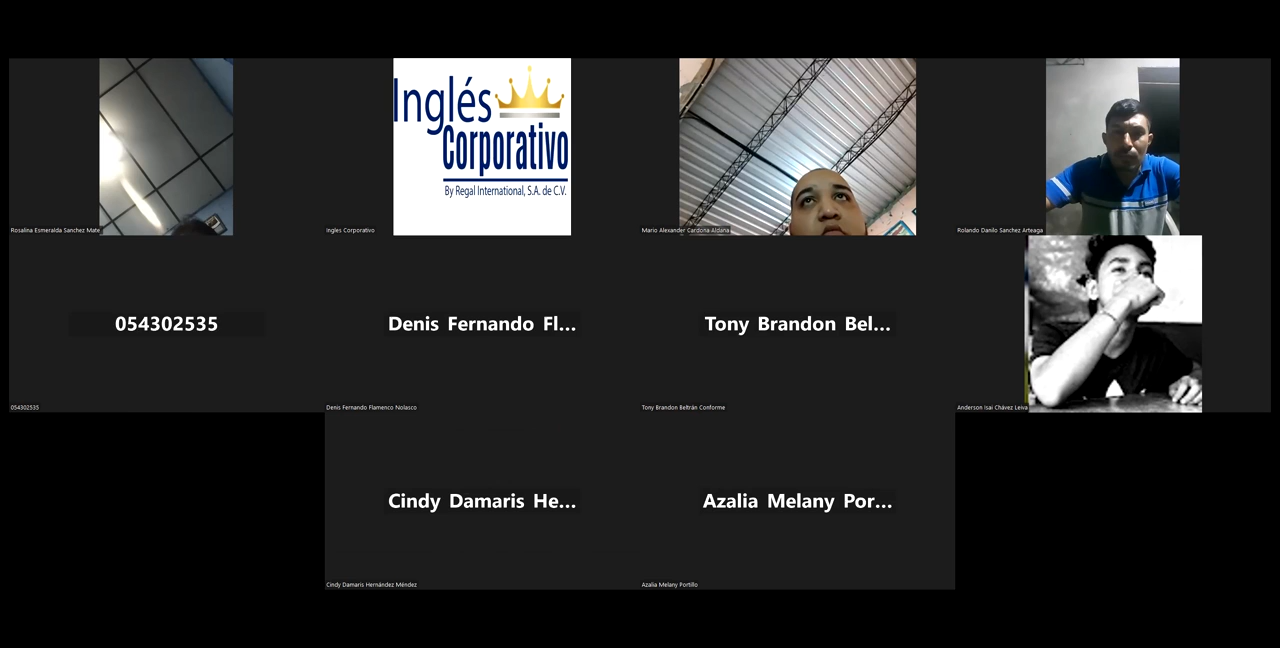 Inglés
Corporativo
By Regal International, S.A. de C.V.
Rosalina Esmeralda Sanchez Mate
Ingles Corporativo
Mario Alexander Cardona Aldana
Rolando Danilo Sanchez Arteaga
054302535
Denis Fernando Fl...
Tony Brandon Bel...
054302535
Denis Fernando Flamenco Nolasco
Tony Brandon Beltrán Conforme
Anderson Isai Chávez Leiva
Cindy Damaris He...
Azalia Melany Por...
Cindy Damaris Hernández Méndez
Azalia Melany Portillo